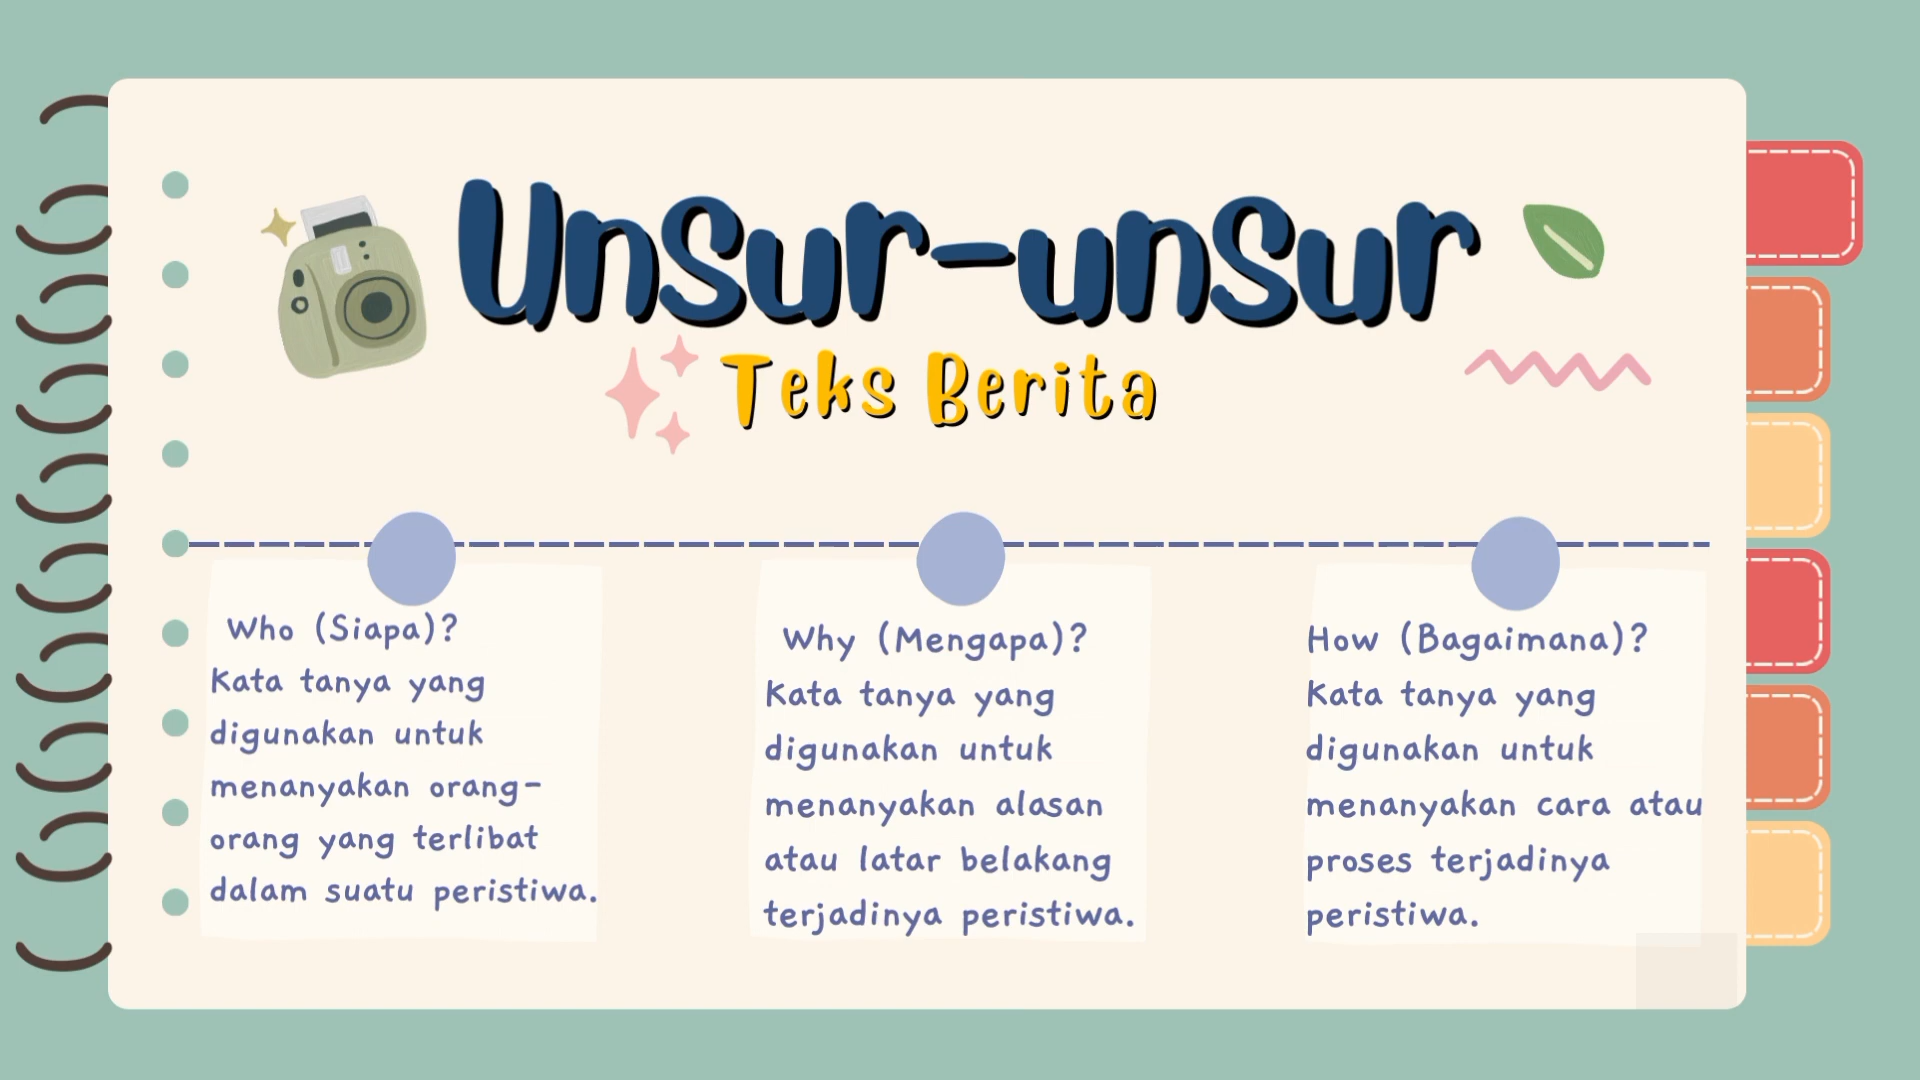 Unsur-unsur
Teks Berita
Who (Siapa)?
Kata tanya yang
digunakan untuk
menanyakan orang-
orang yang terlibat
dalam suatu peristiwa.
Why (Mengapa)?
Kata tanya yang
digunakan untuk
menanyakan alasan
atau latar belakang
terjadinya peristiwa.
How (Bagaimana)?
Kata tanya yang
digunakan untuk
menanyakan cara atau
proses terjadinya
peristiwa.